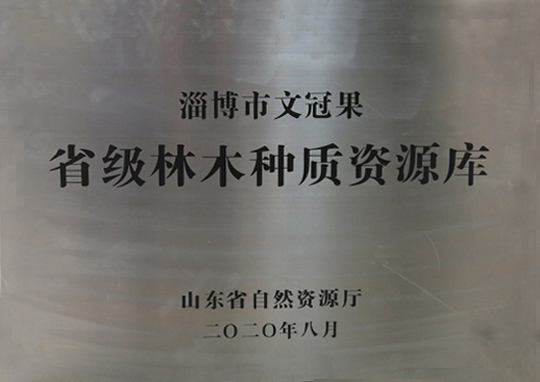 淄博市文冠果
省级林木种质资源库
山东省自然资源厅
二〇二〇年八月